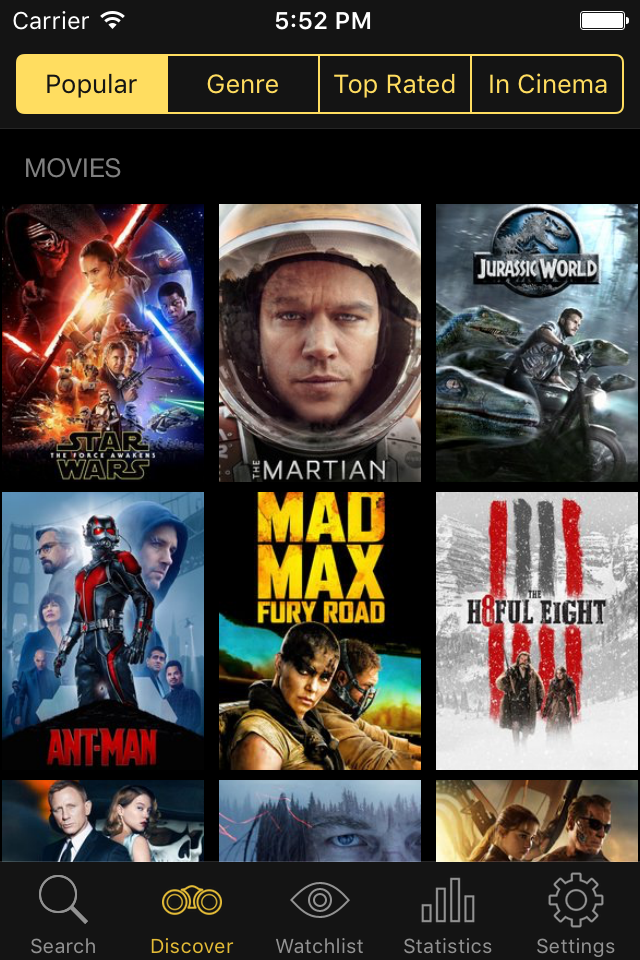 Carrier 5:52 PM
Popular Genre Top Rated In Cinema
MOVIES
STAR
THE FORCE AWAKENS
WARS
THE MARTIAN
JURASSIC WORLD
ANT-MAN
MAD
MAX
FURY ROAD
THE
H8FUL EIGHT
Search Discover Watchlist Statistics Settings